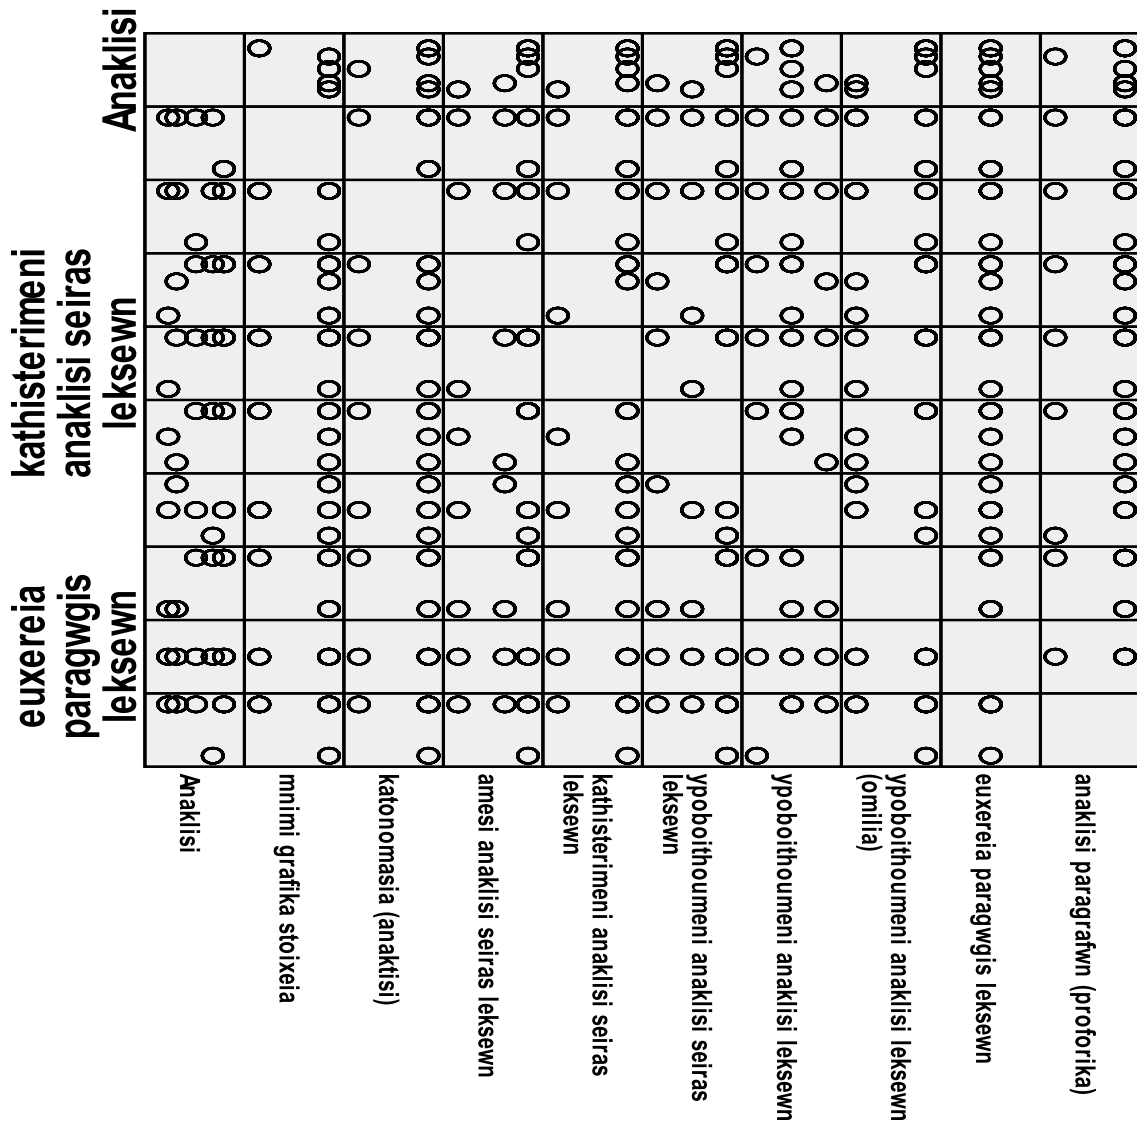 Anaklisi
kathisterimeni
anaklisi seiras
leksewn
euxereia
paragwgis
leksewn
Anaklisi
mnimi grafika stoixeia
katonomasia (anaktisi)
amesi anaklisi seiras leksewn
kathisterimeni anaklisi seiras
leksewn
ypoboithoumeni anaklisi seiras
leksewn
ypoboithoumeni anaklisi leksewn
ypoboithoumeni anaklisi leksewn
(omilia)
euxereia paragwgis leksewn
anaklisi paragrafwn (proforika)